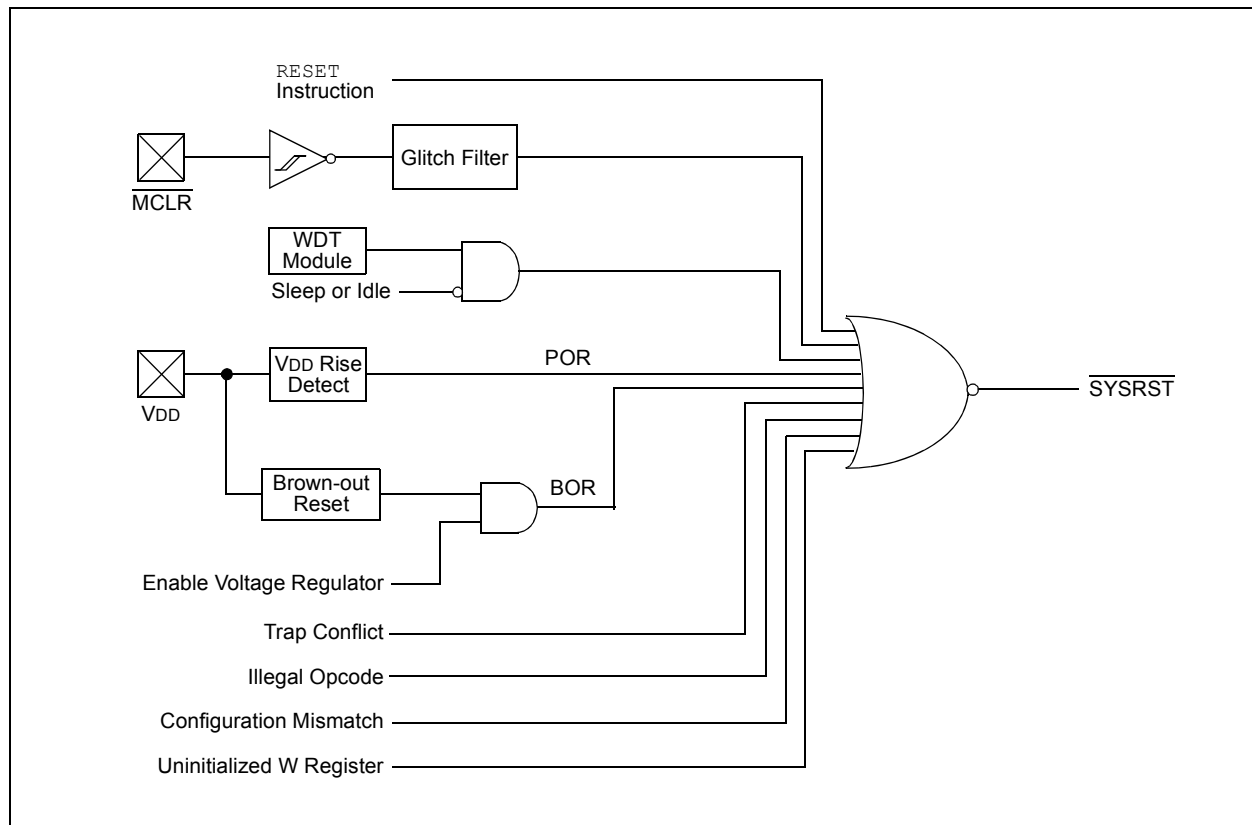 RESET
Instruction
Glitch Filter
MCLR
WDT
Module
Sleep or Idle
VDD Rise
Detect
POR
VDD
SYSRST
Brown-out
Reset
BOR
Enable Voltage Regulator
Trap Conflict
Illegal Opcode
Configuration Mismatch
Uninitialized W Register